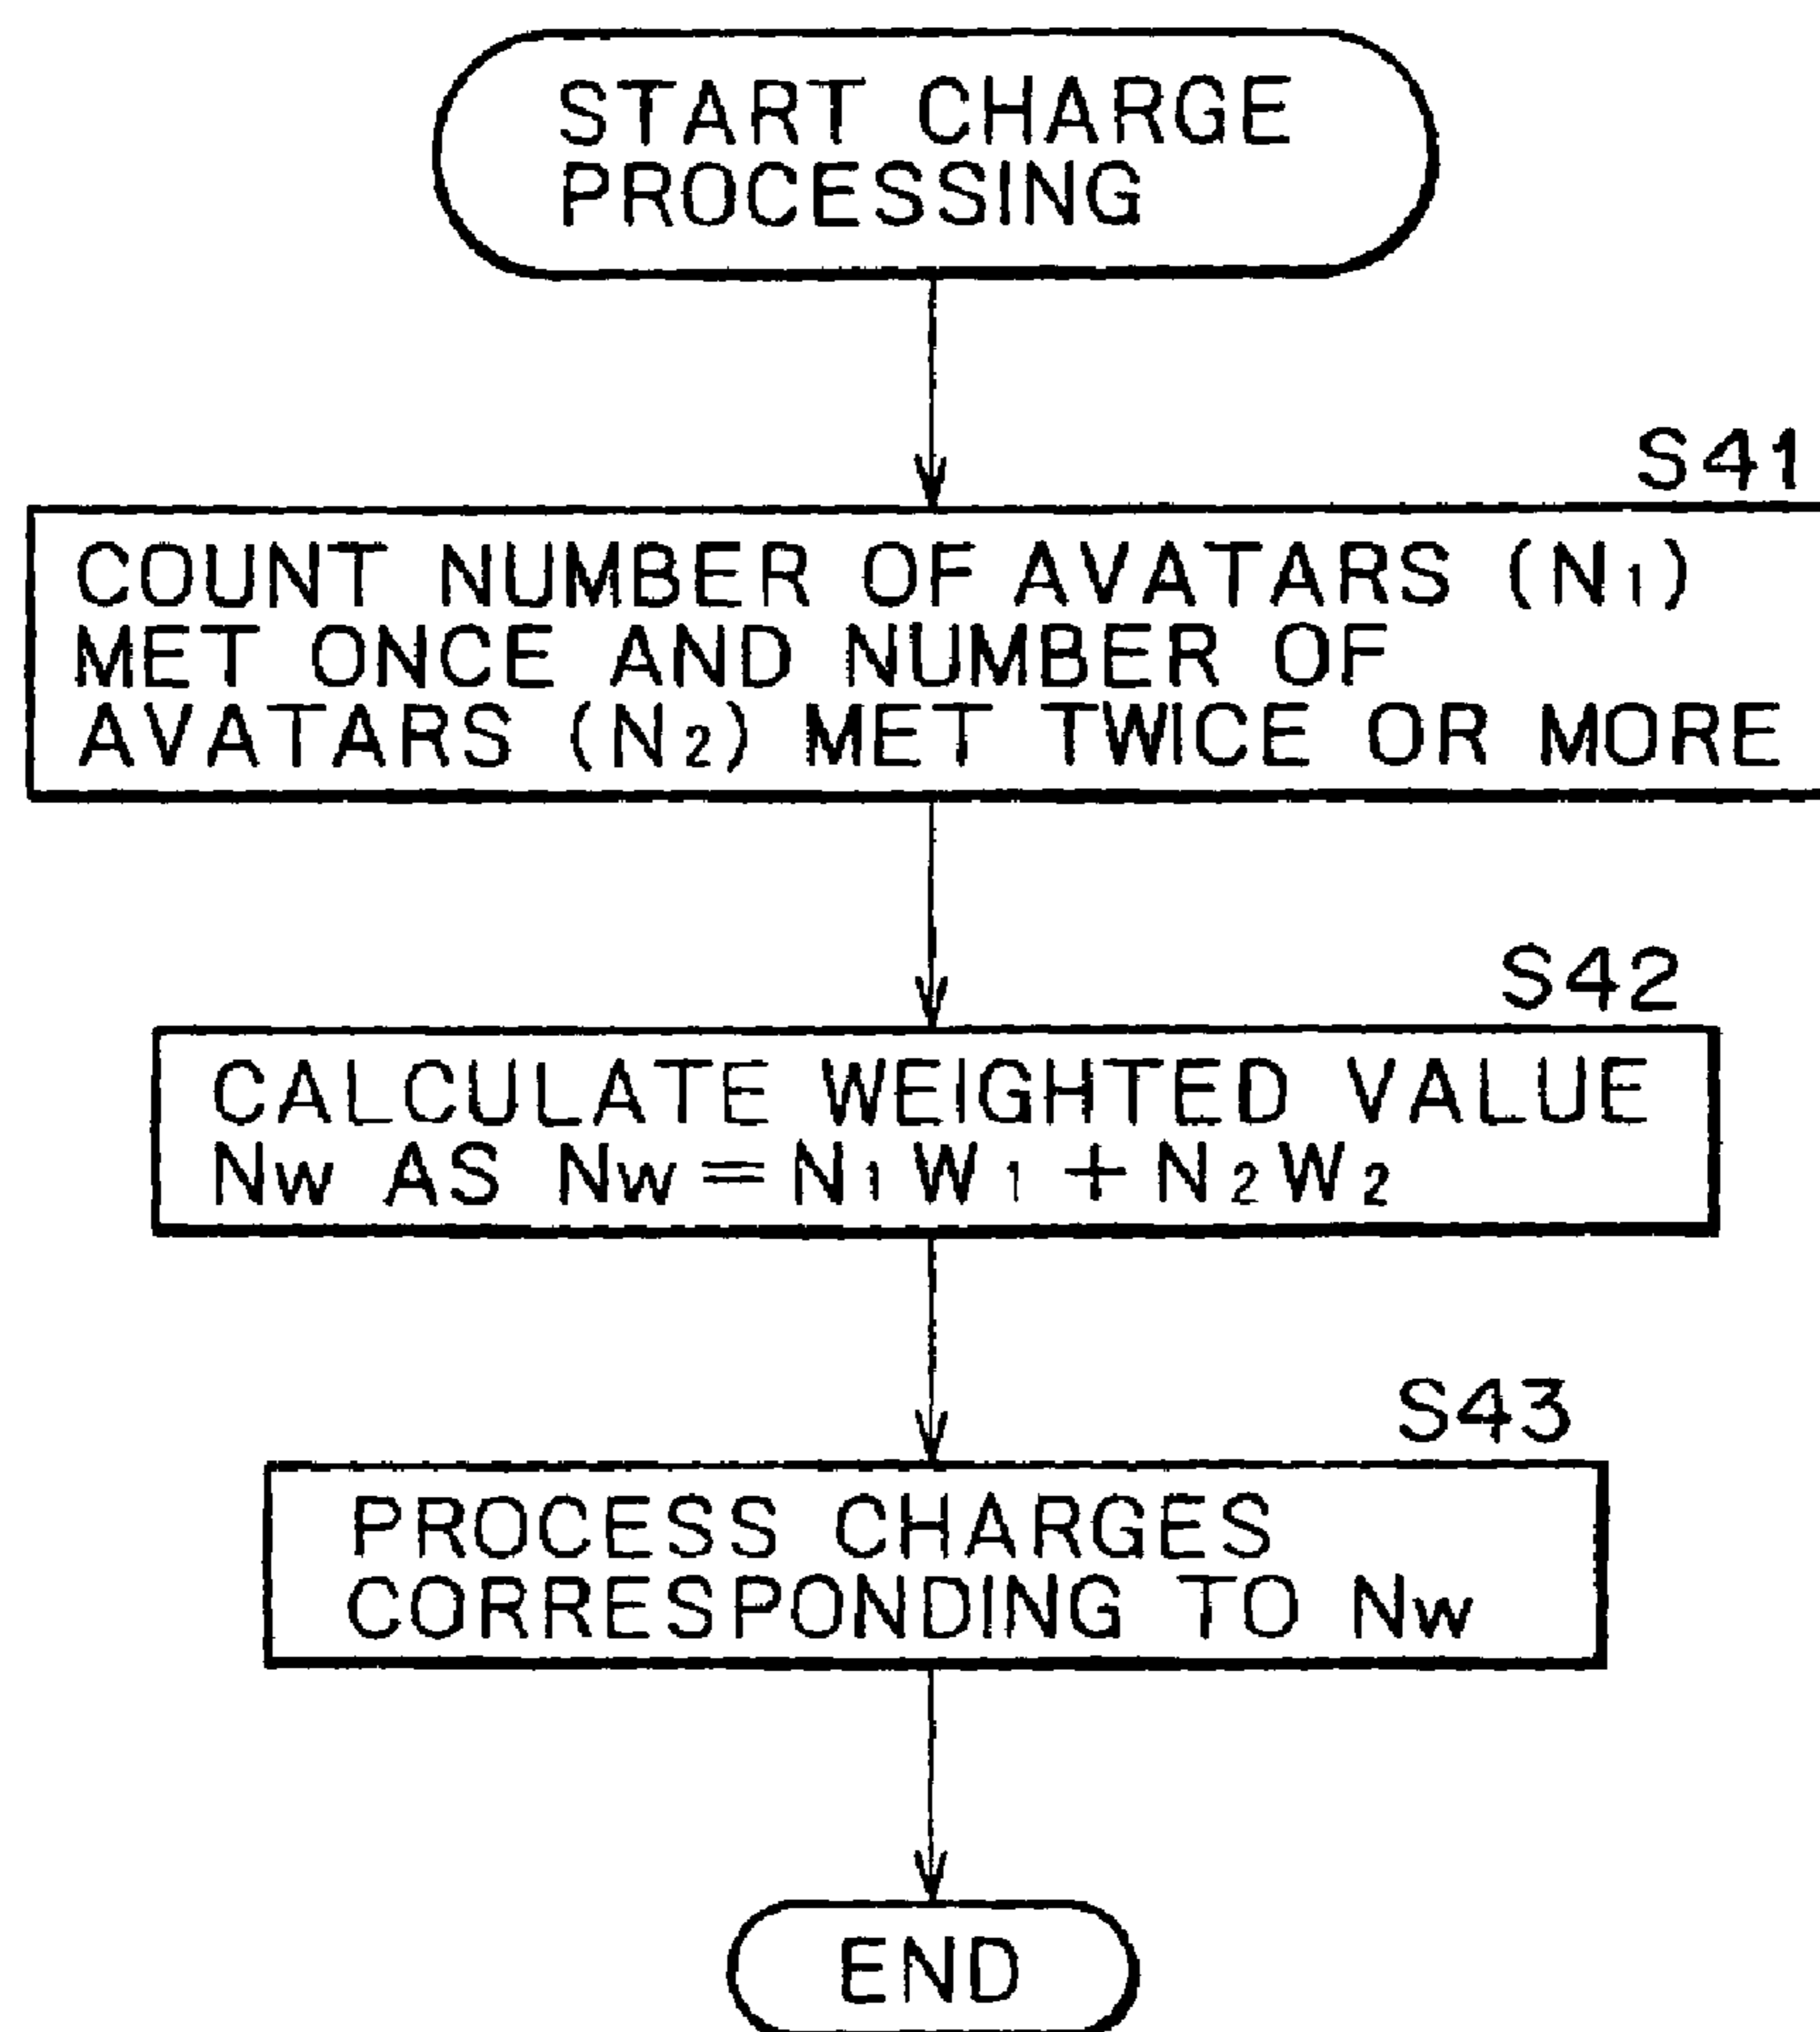 START CHARGE
PROCESSING
S41
COUNT NUMBER OF AVATARS (N₁)
MET ONCE AND NUMBER OF
AVATARS (N₂) MET TWICE OR MORE
S42
CALCULATE WEIGHTED VALUE
Nw AS Nw=N₁W₁+N₂W₂
S43
PROCESS CHARGES
CORRESPONDING TO Nw
END